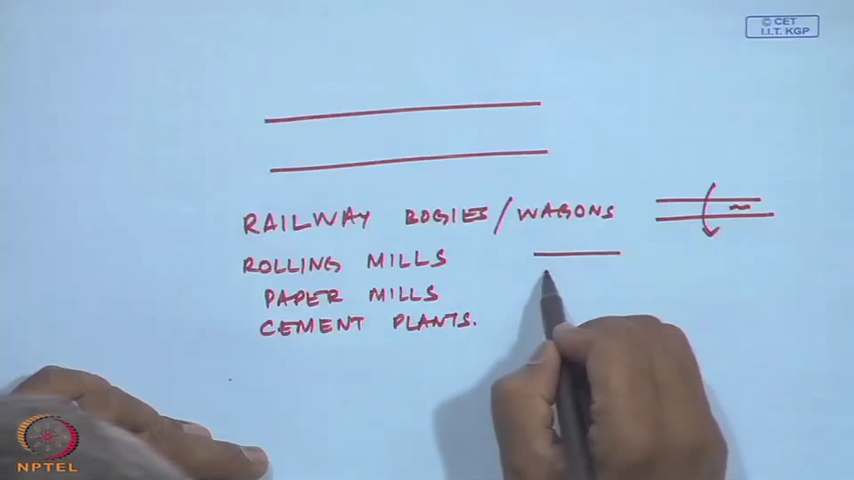 © CET
I.I.T. KGP
RAILWAY BOGIES/WAGONS
ROLLING MILLS
PAPER MILLS
CEMENT PLANTS.
NPTEL